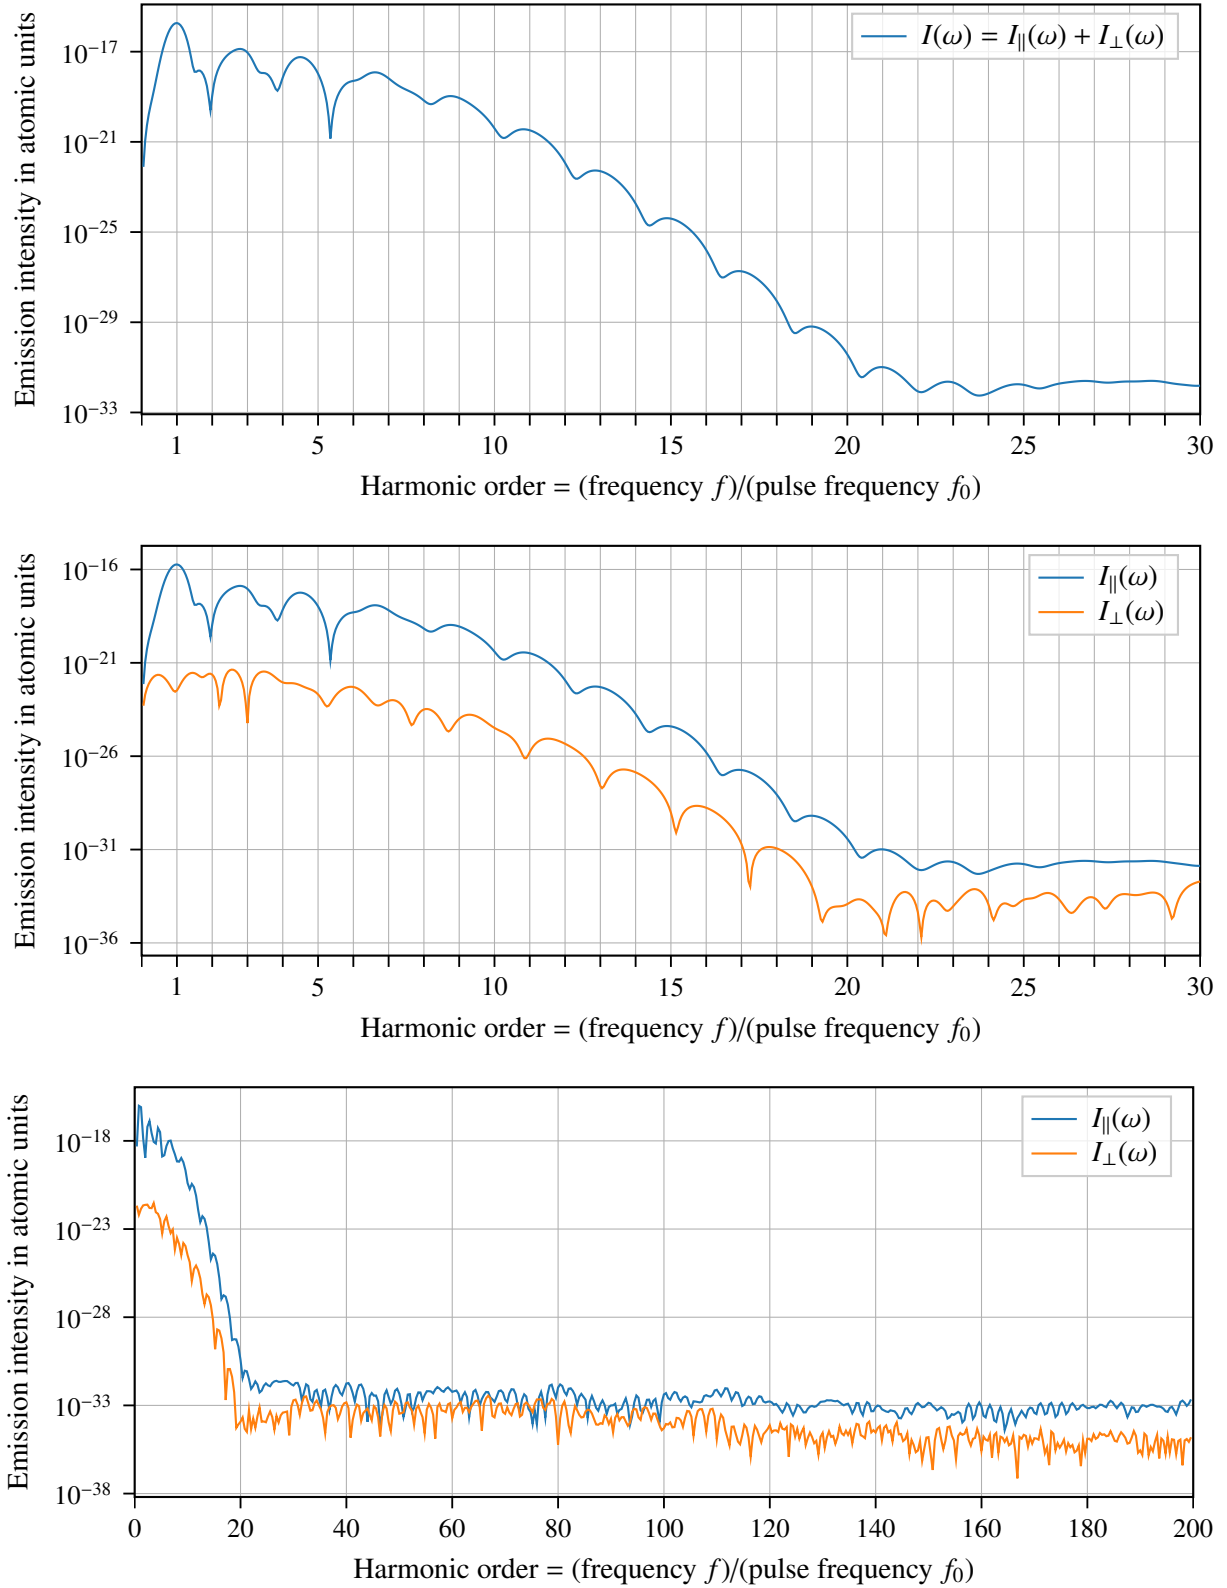 Emission intensity in atomic units
10⁻¹⁷
10⁻²¹
10⁻²⁵
10⁻²⁹
10⁻³³
I(ω) = I∥(ω) + I⊥(ω)
1 5 10 15 20 25 30
Harmonic order = (frequency f)/(pulse frequency f₀)
Emission intensity in atomic units
10⁻¹⁶
10⁻²¹
10⁻²⁶
10⁻³¹
10⁻³⁶
I∥(ω)
I⊥(ω)
1 5 10 15 20 25 30
Harmonic order = (frequency f)/(pulse frequency f₀)
Emission intensity in atomic units
10⁻¹⁸
10⁻²³
10⁻²⁸
10⁻³³
10⁻³⁸
I∥(ω)
I⊥(ω)
0 20 40 60 80 100 120 140 160 180 200
Harmonic order = (frequency f)/(pulse frequency f₀)